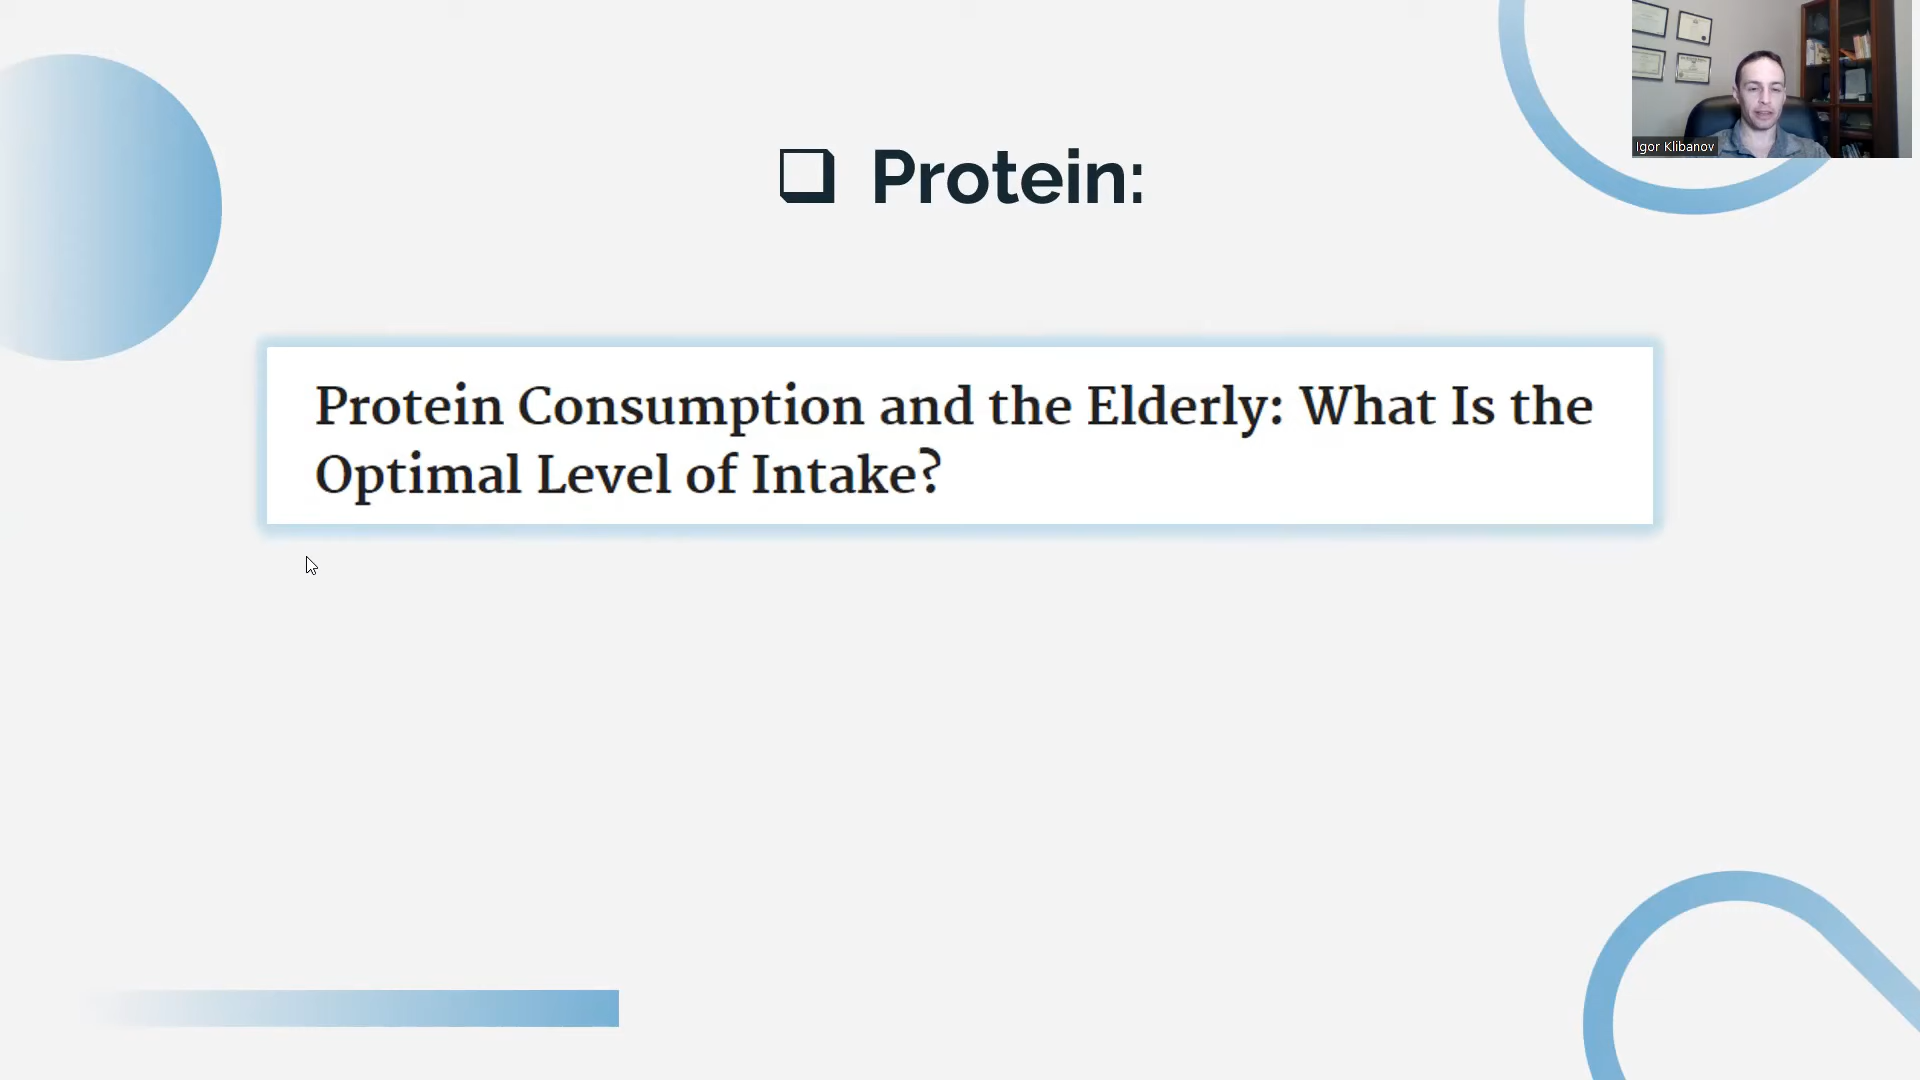 Igor Klibanov
❑ Protein:
Protein Consumption and the Elderly: What Is the
Optimal Level of Intake?